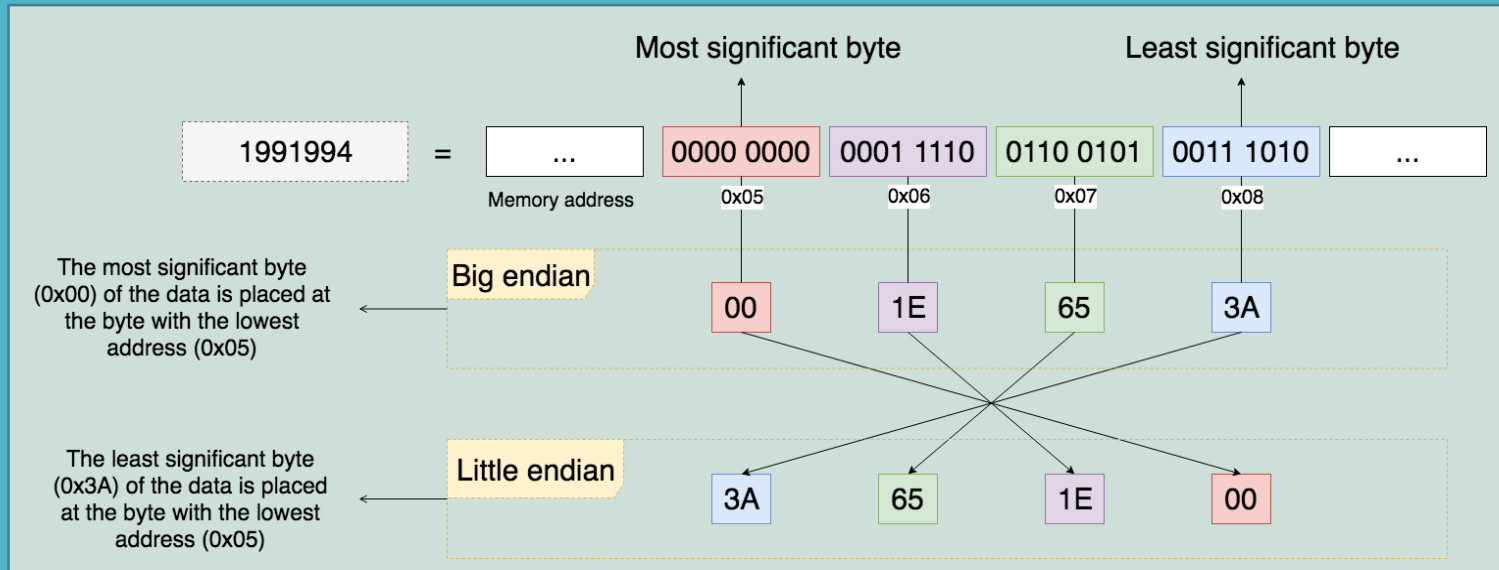 Most significant byte
Least significant byte
1991994
=
...
0000 0000
0001 1110
0110 0101
0011 1010
...
Memory address
0x05
0x06
0x07
0x08
The most significant byte
(0x00) of the data is placed at
the byte with the lowest
address (0x05)
Big endian
00
1E
65
3A
The least significant byte
(0x3A) of the data is placed
at the byte with the lowest
address (0x05)
Little endian
3A
65
1E
00